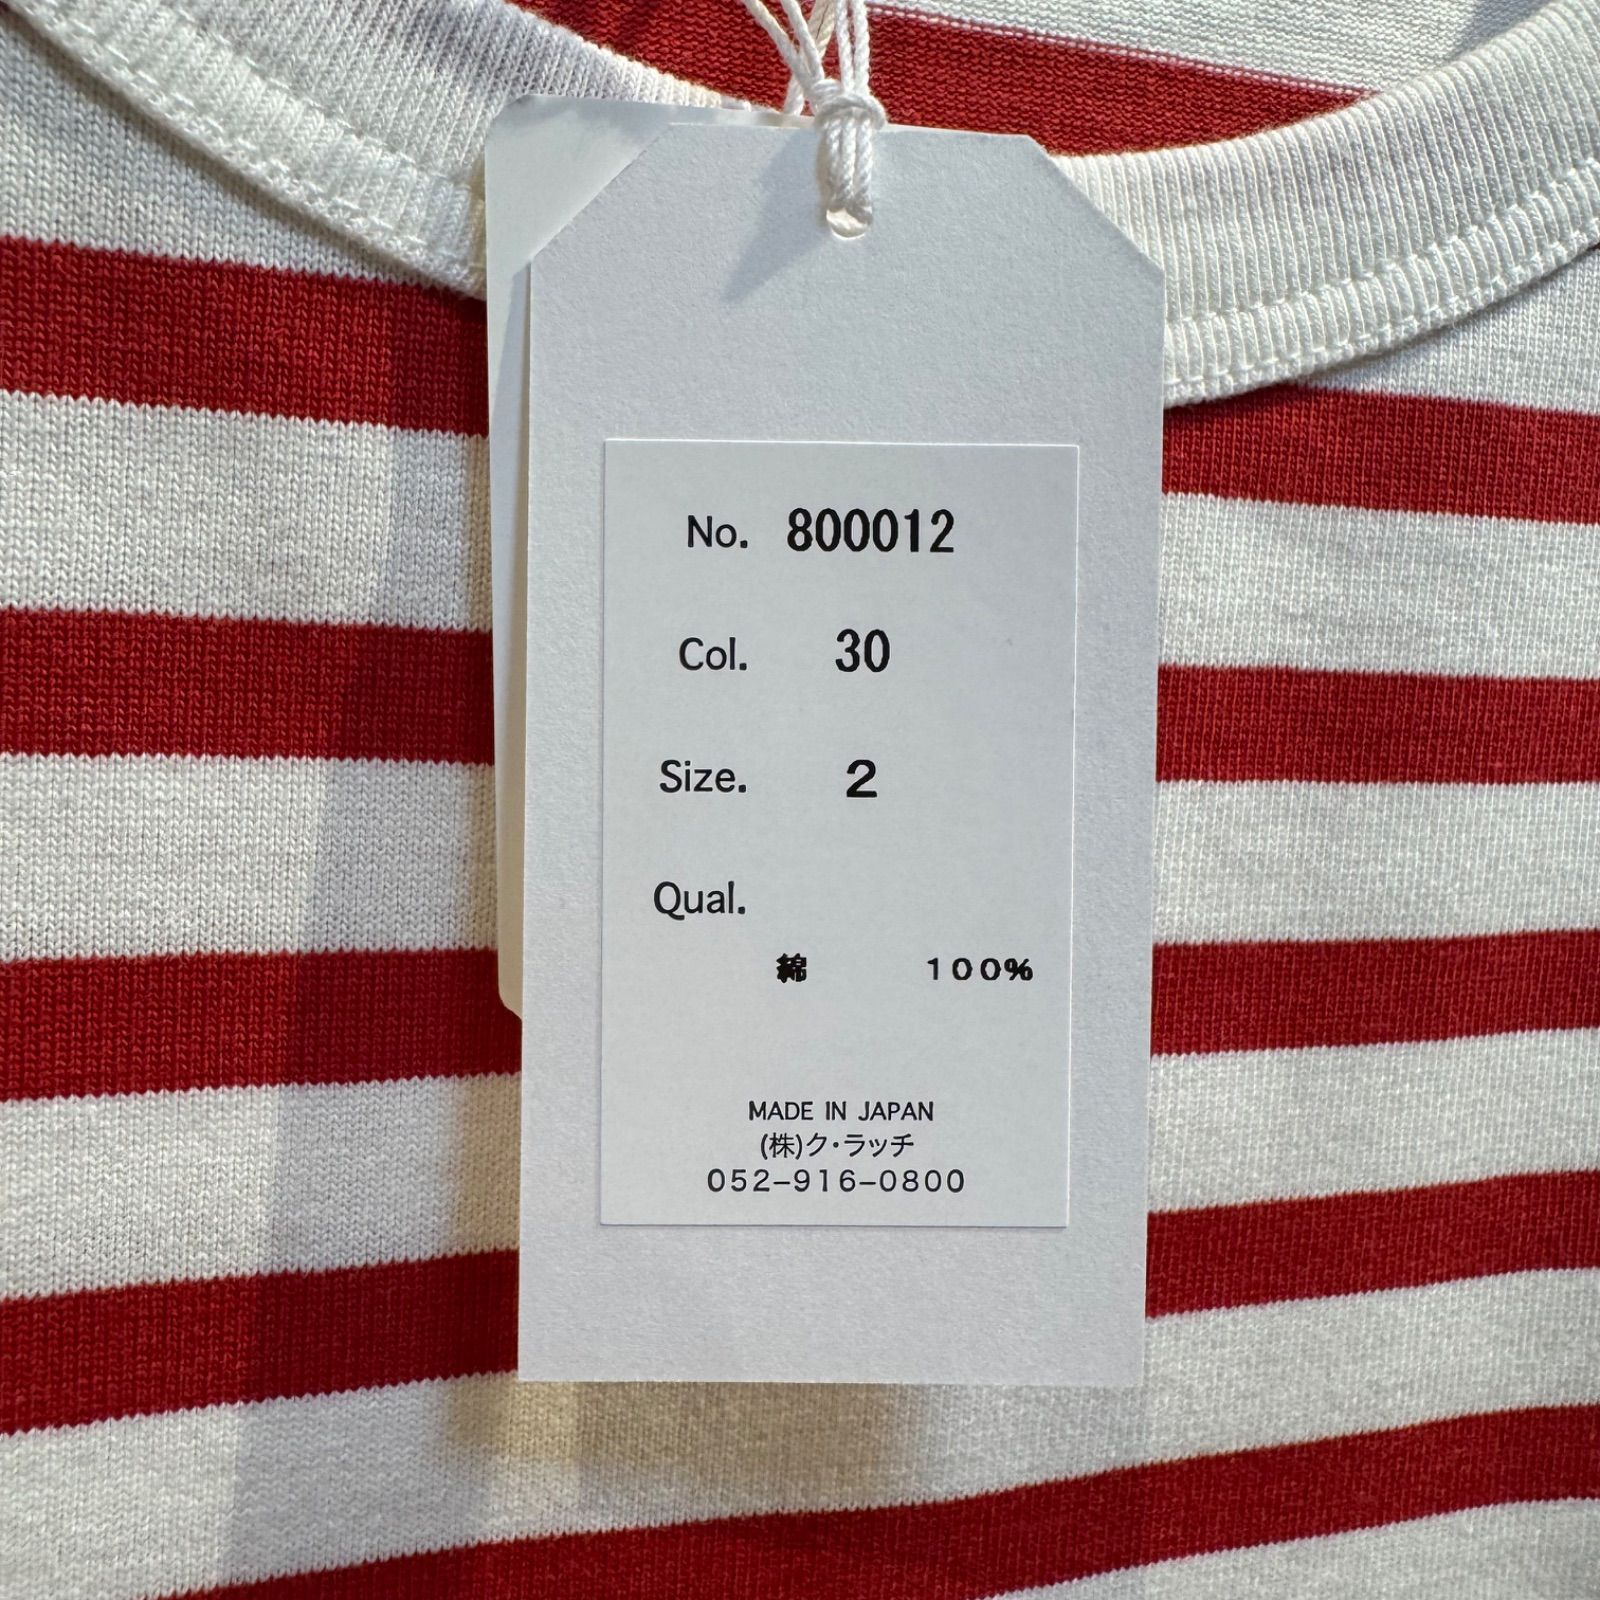 No. 800012
Col. 30
Size. 2
Qual.
綿 100%
MADE IN JAPAN
(株)ク・ラッチ
052-916-0800